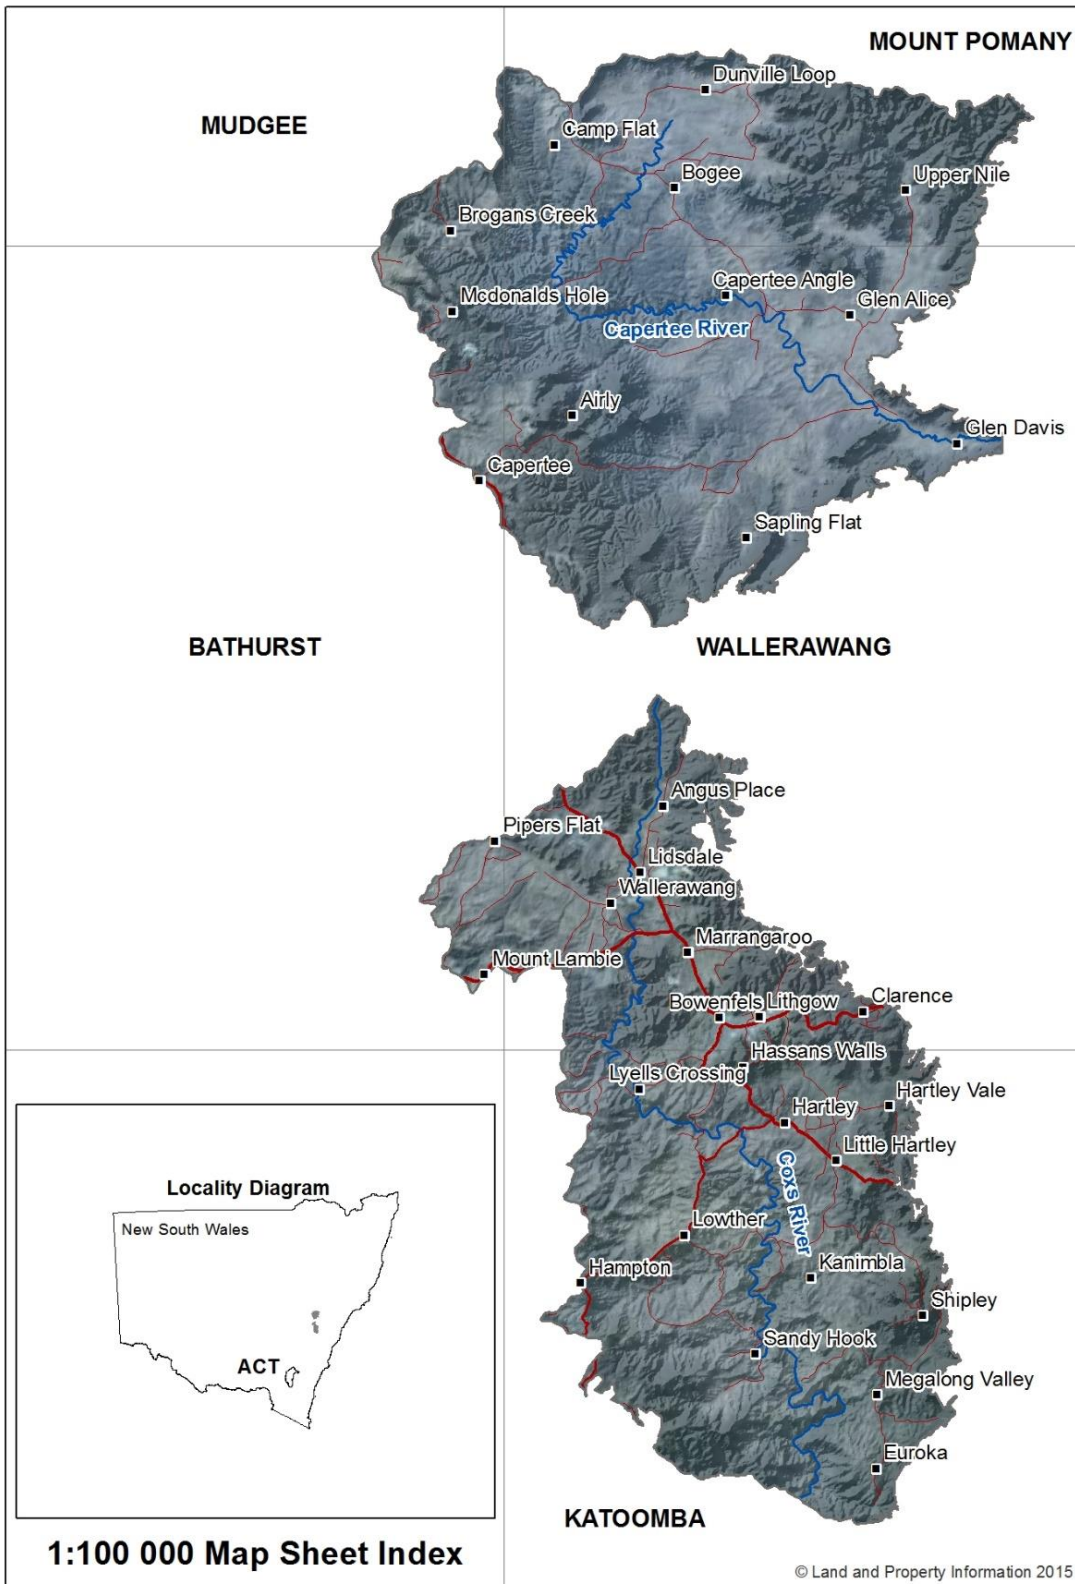 MOUNT POMANY
Dunville Loop
MUDGEE
Camp Flat
Bogee
Upper Nile
Brogans Creek
Capertee Angle
Mcdonalds Hole
Glen Alice
Capertee River
Airly
Glen Davis
Capertee
Sapling Flat
BATHURST
WALLERAWANG
Angus Place
Pipers Flat
Lidsdale
Wallerawang
Marrangaroo
Mount Lambie
Clarence
Bowenfels
Lithgow
Hassans Walls
Lyells Crossing
Hartley Vale
Hartley
Little Hartley
Coxs River
Locality Diagram
New South Wales
Lowther
Hampton
Kanimbla
Shipley
Sandy Hook
ACT
Megalong Valley
Euroka
KATOOMBA
1:100 000 Map Sheet Index
© Land and Property Information 2015